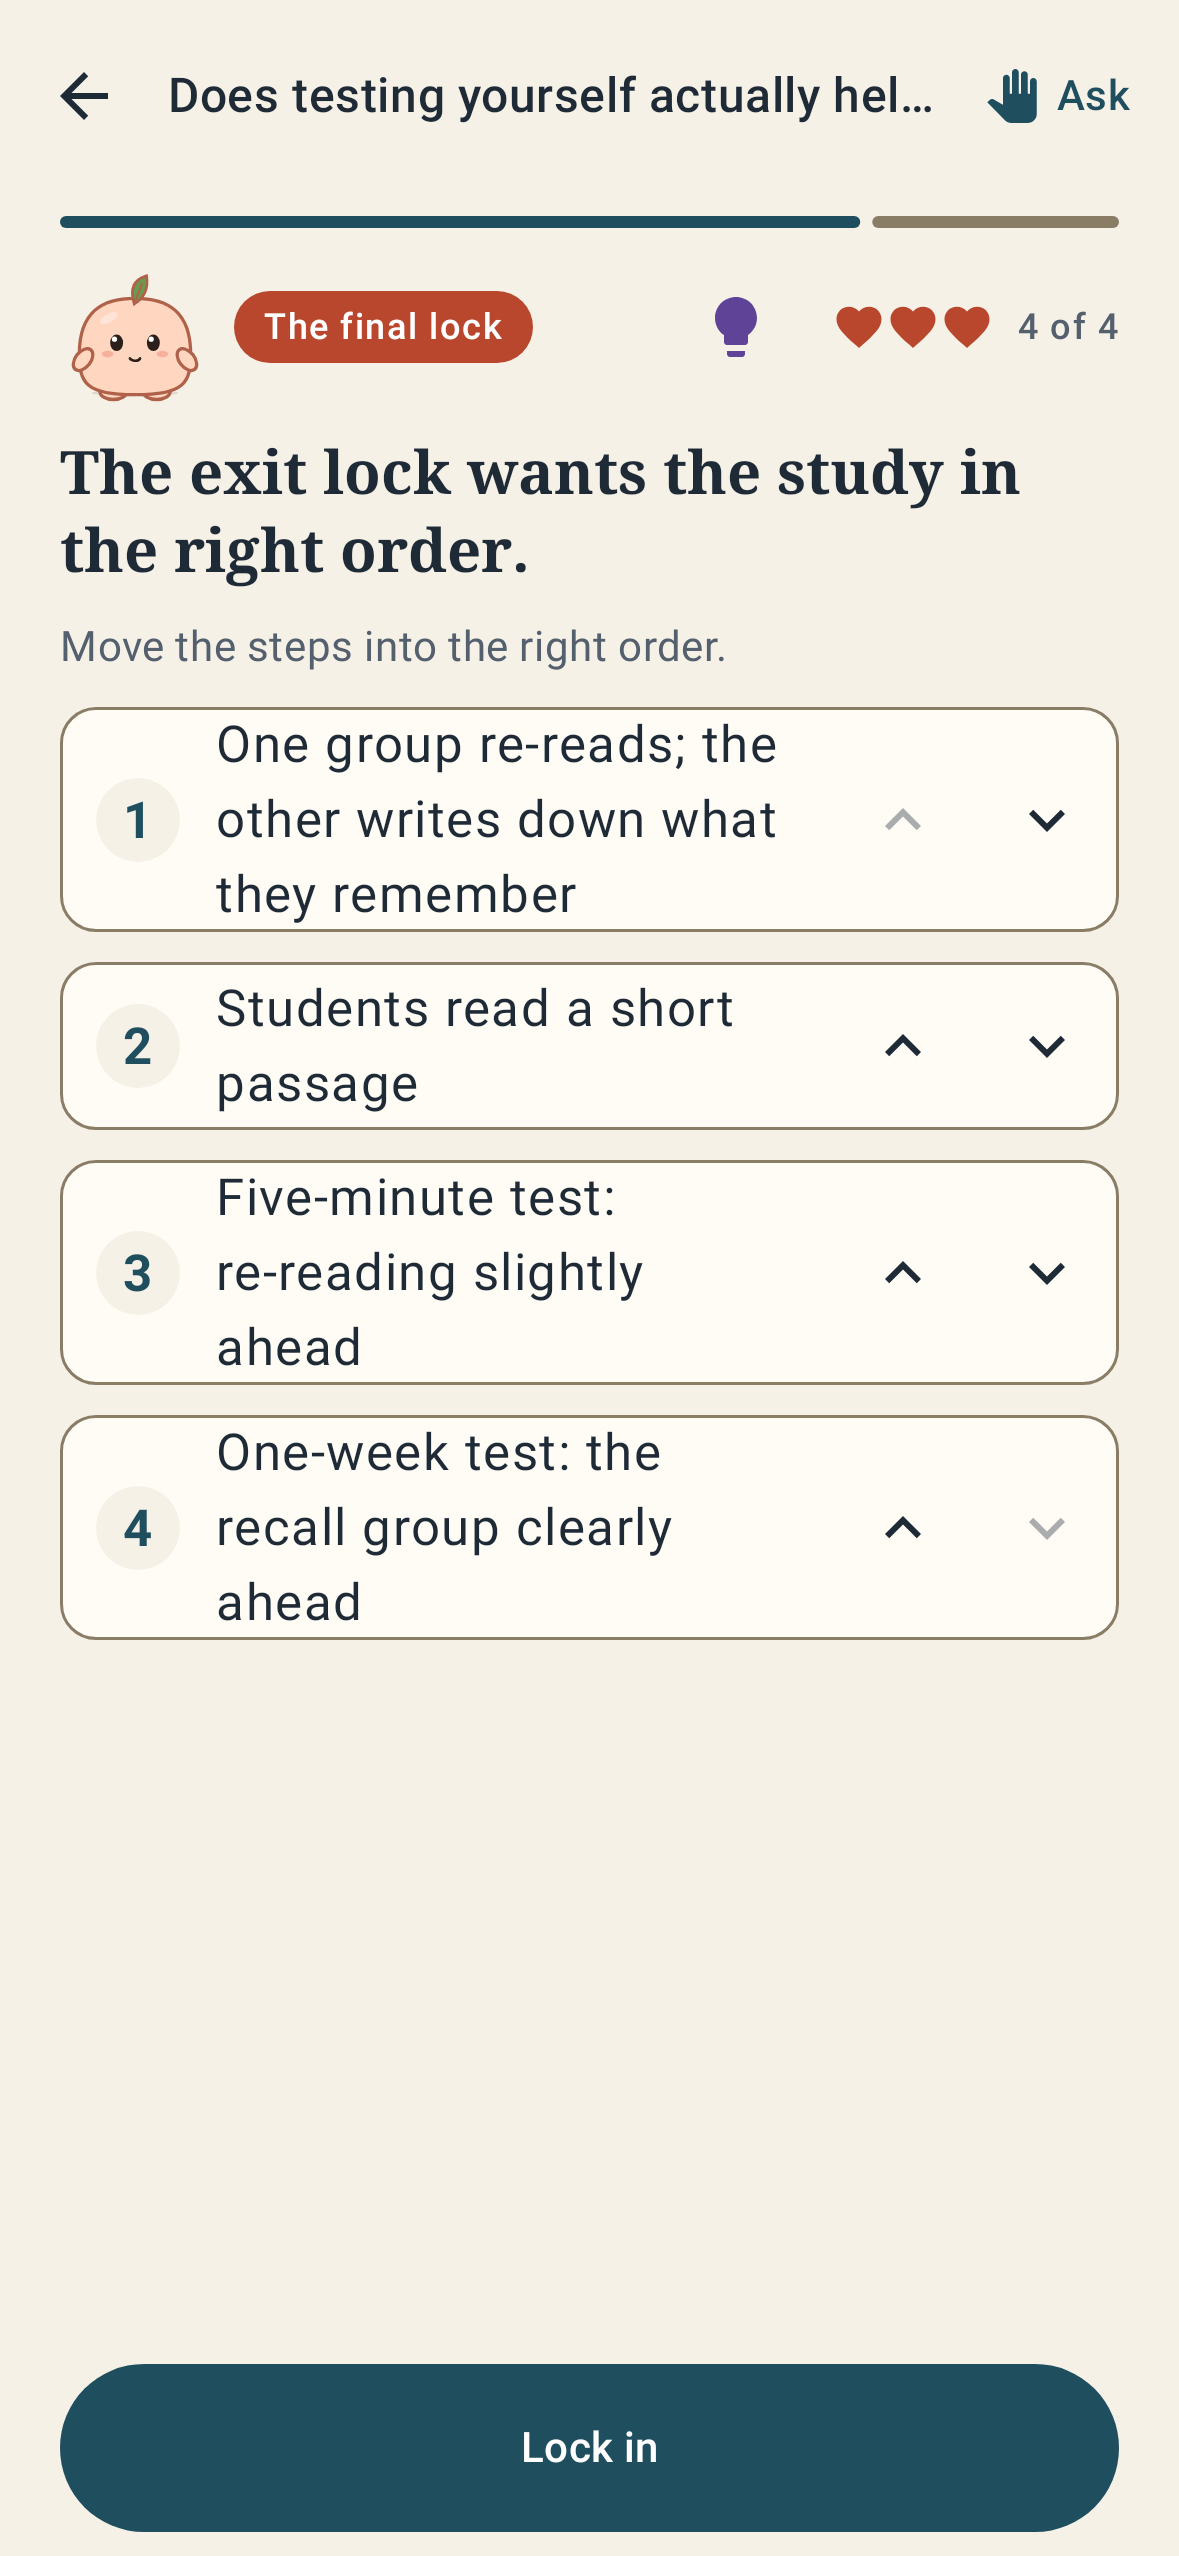 Does testing yourself actually hel…
Ask
The final lock
4 of 4
The exit lock wants the study in
the right order.
Move the steps into the right order.
1
One group re-reads; the
other writes down what
they remember
2
Students read a short
passage
3
Five-minute test:
re-reading slightly
ahead
4
One-week test: the
recall group clearly
ahead
Lock in